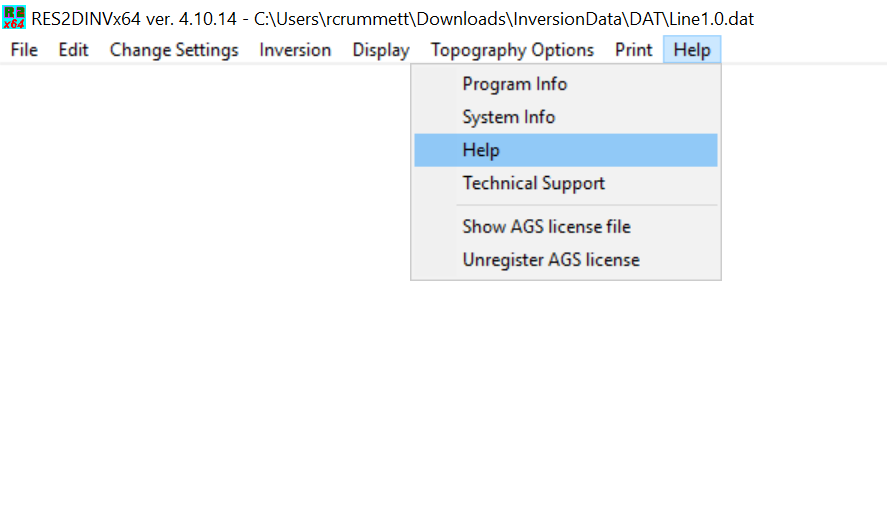 R2 x64 RES2DINVx64 ver. 4.10.14 - C:\Users\rcrummett\Downloads\InversionData\DAT\Line1.0.dat
File Edit Change Settings Inversion Display Topography Options Print Help
Program Info
System Info
Help
Technical Support
Show AGS license file
Unregister AGS license